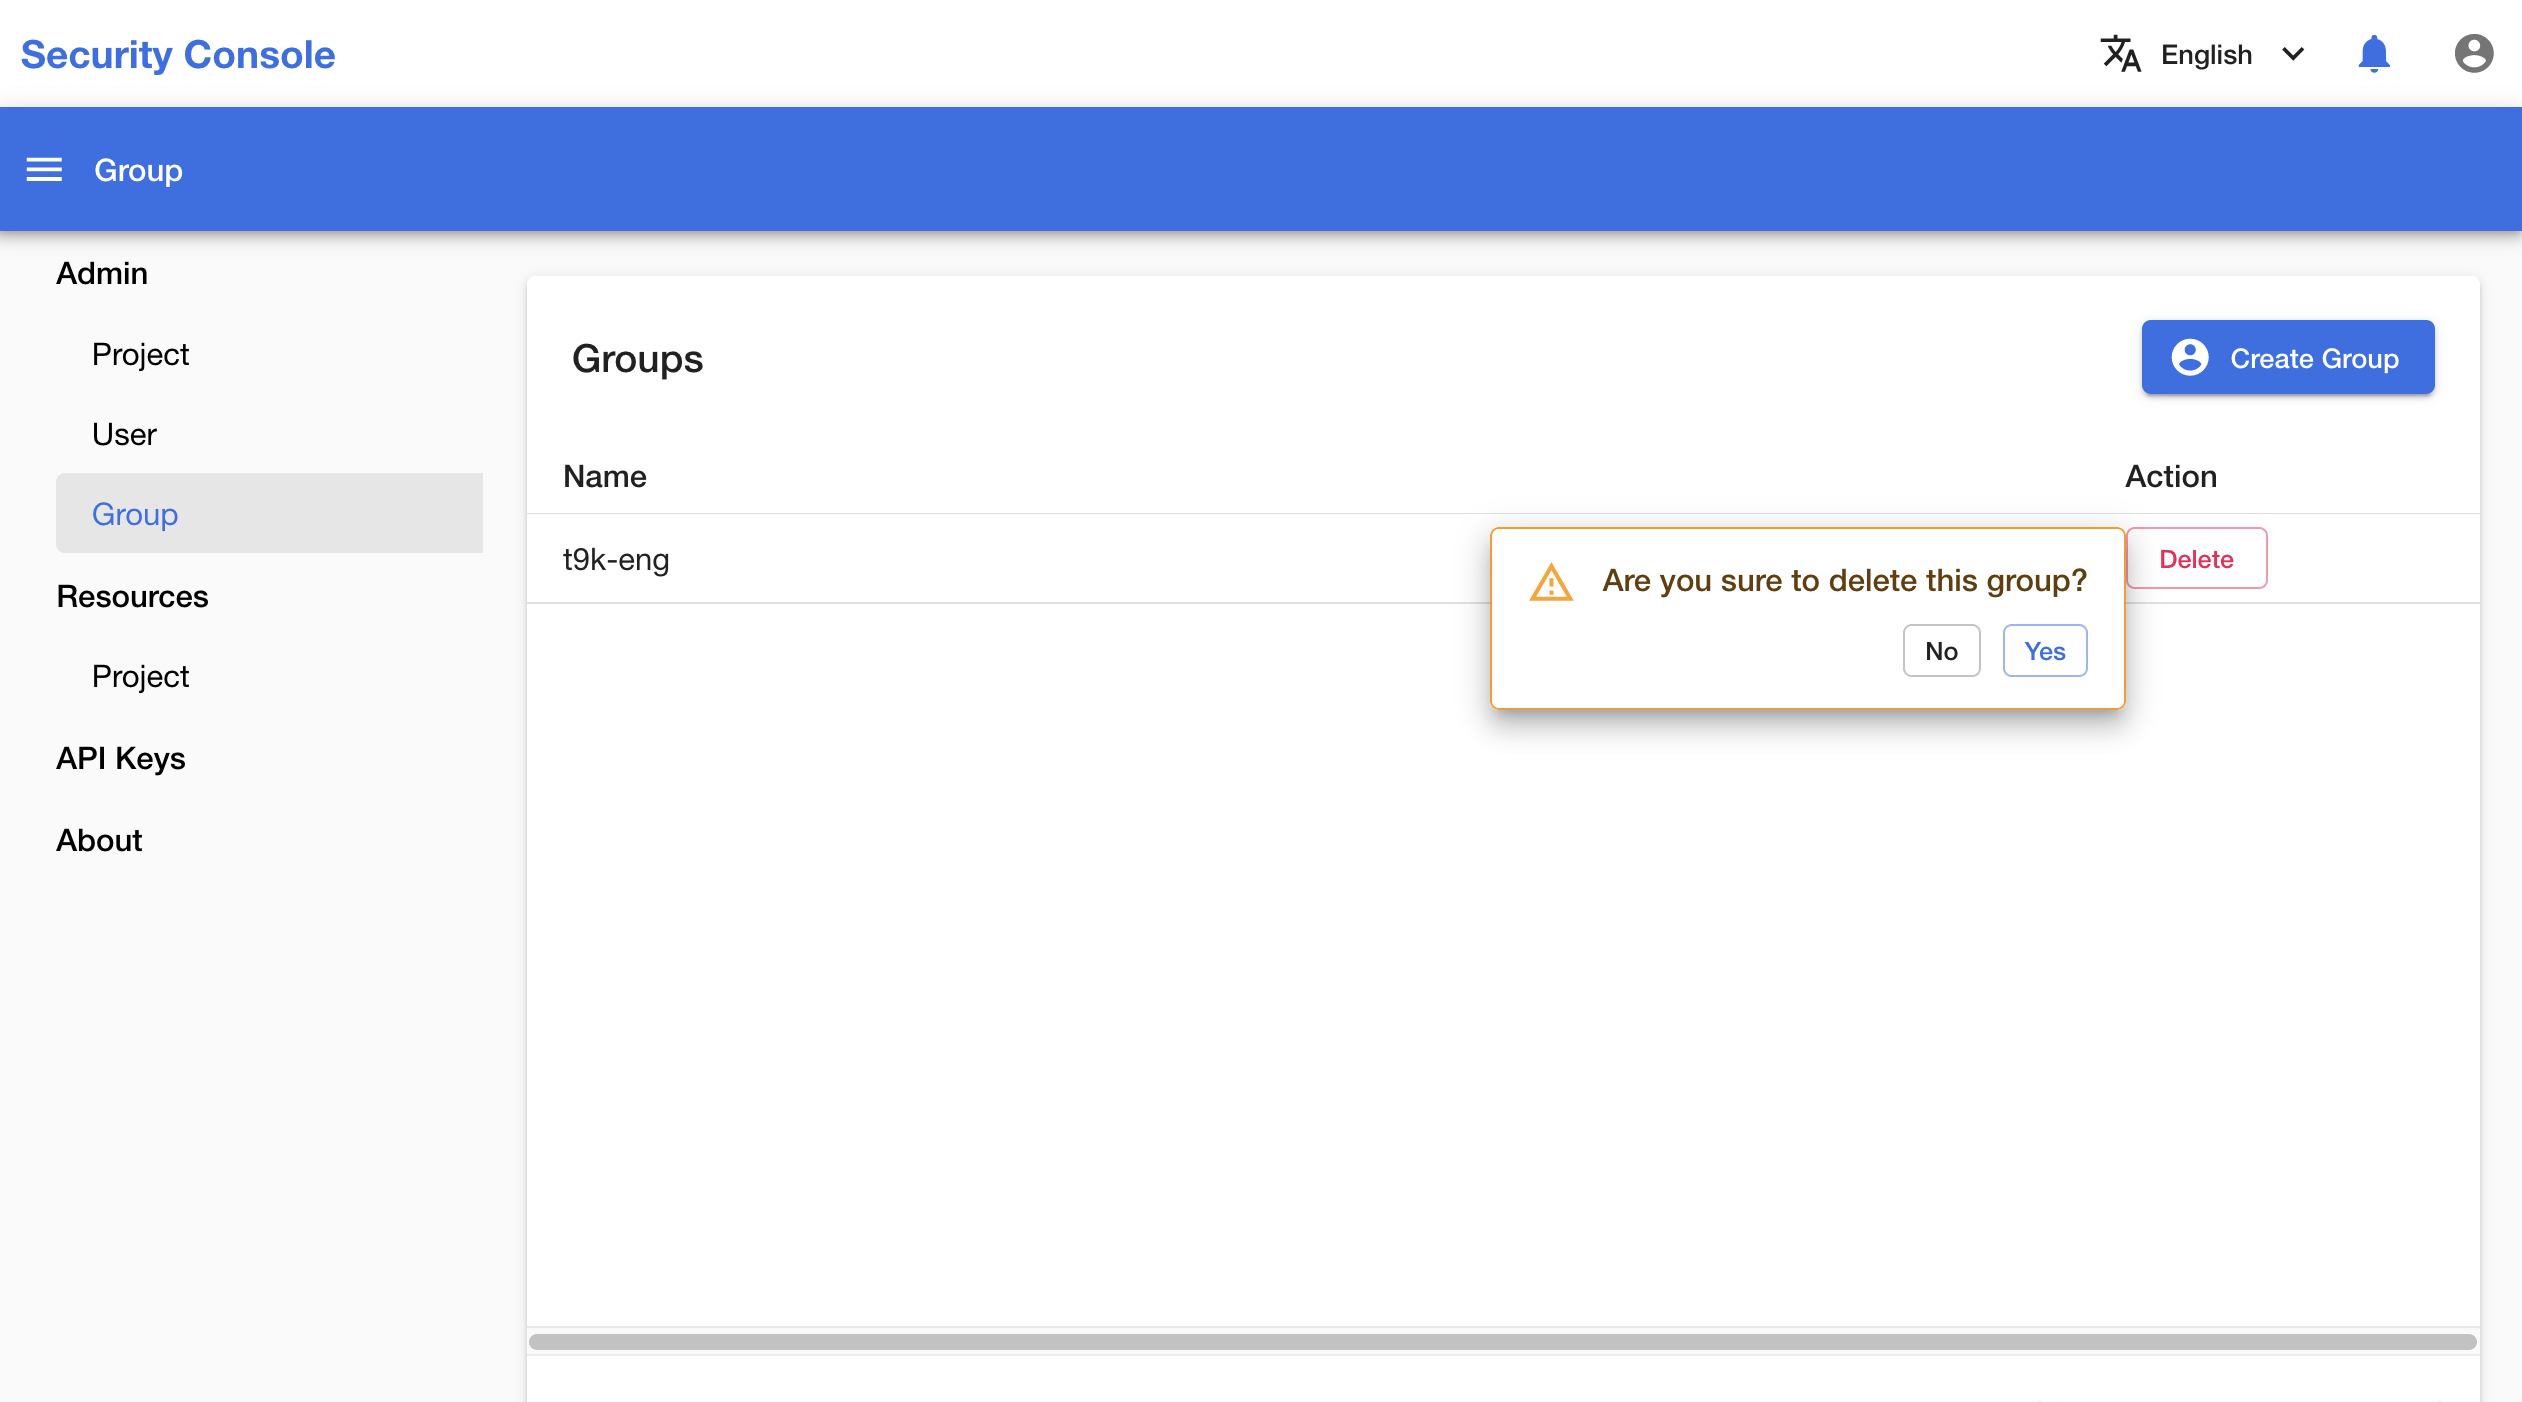 Security Console
English
Group
Admin
Project
User
Group
Resources
Project
API Keys
About
Groups
Create Group
Name
Action
t9k-eng
Are you sure to delete this group?
No
Yes
Delete